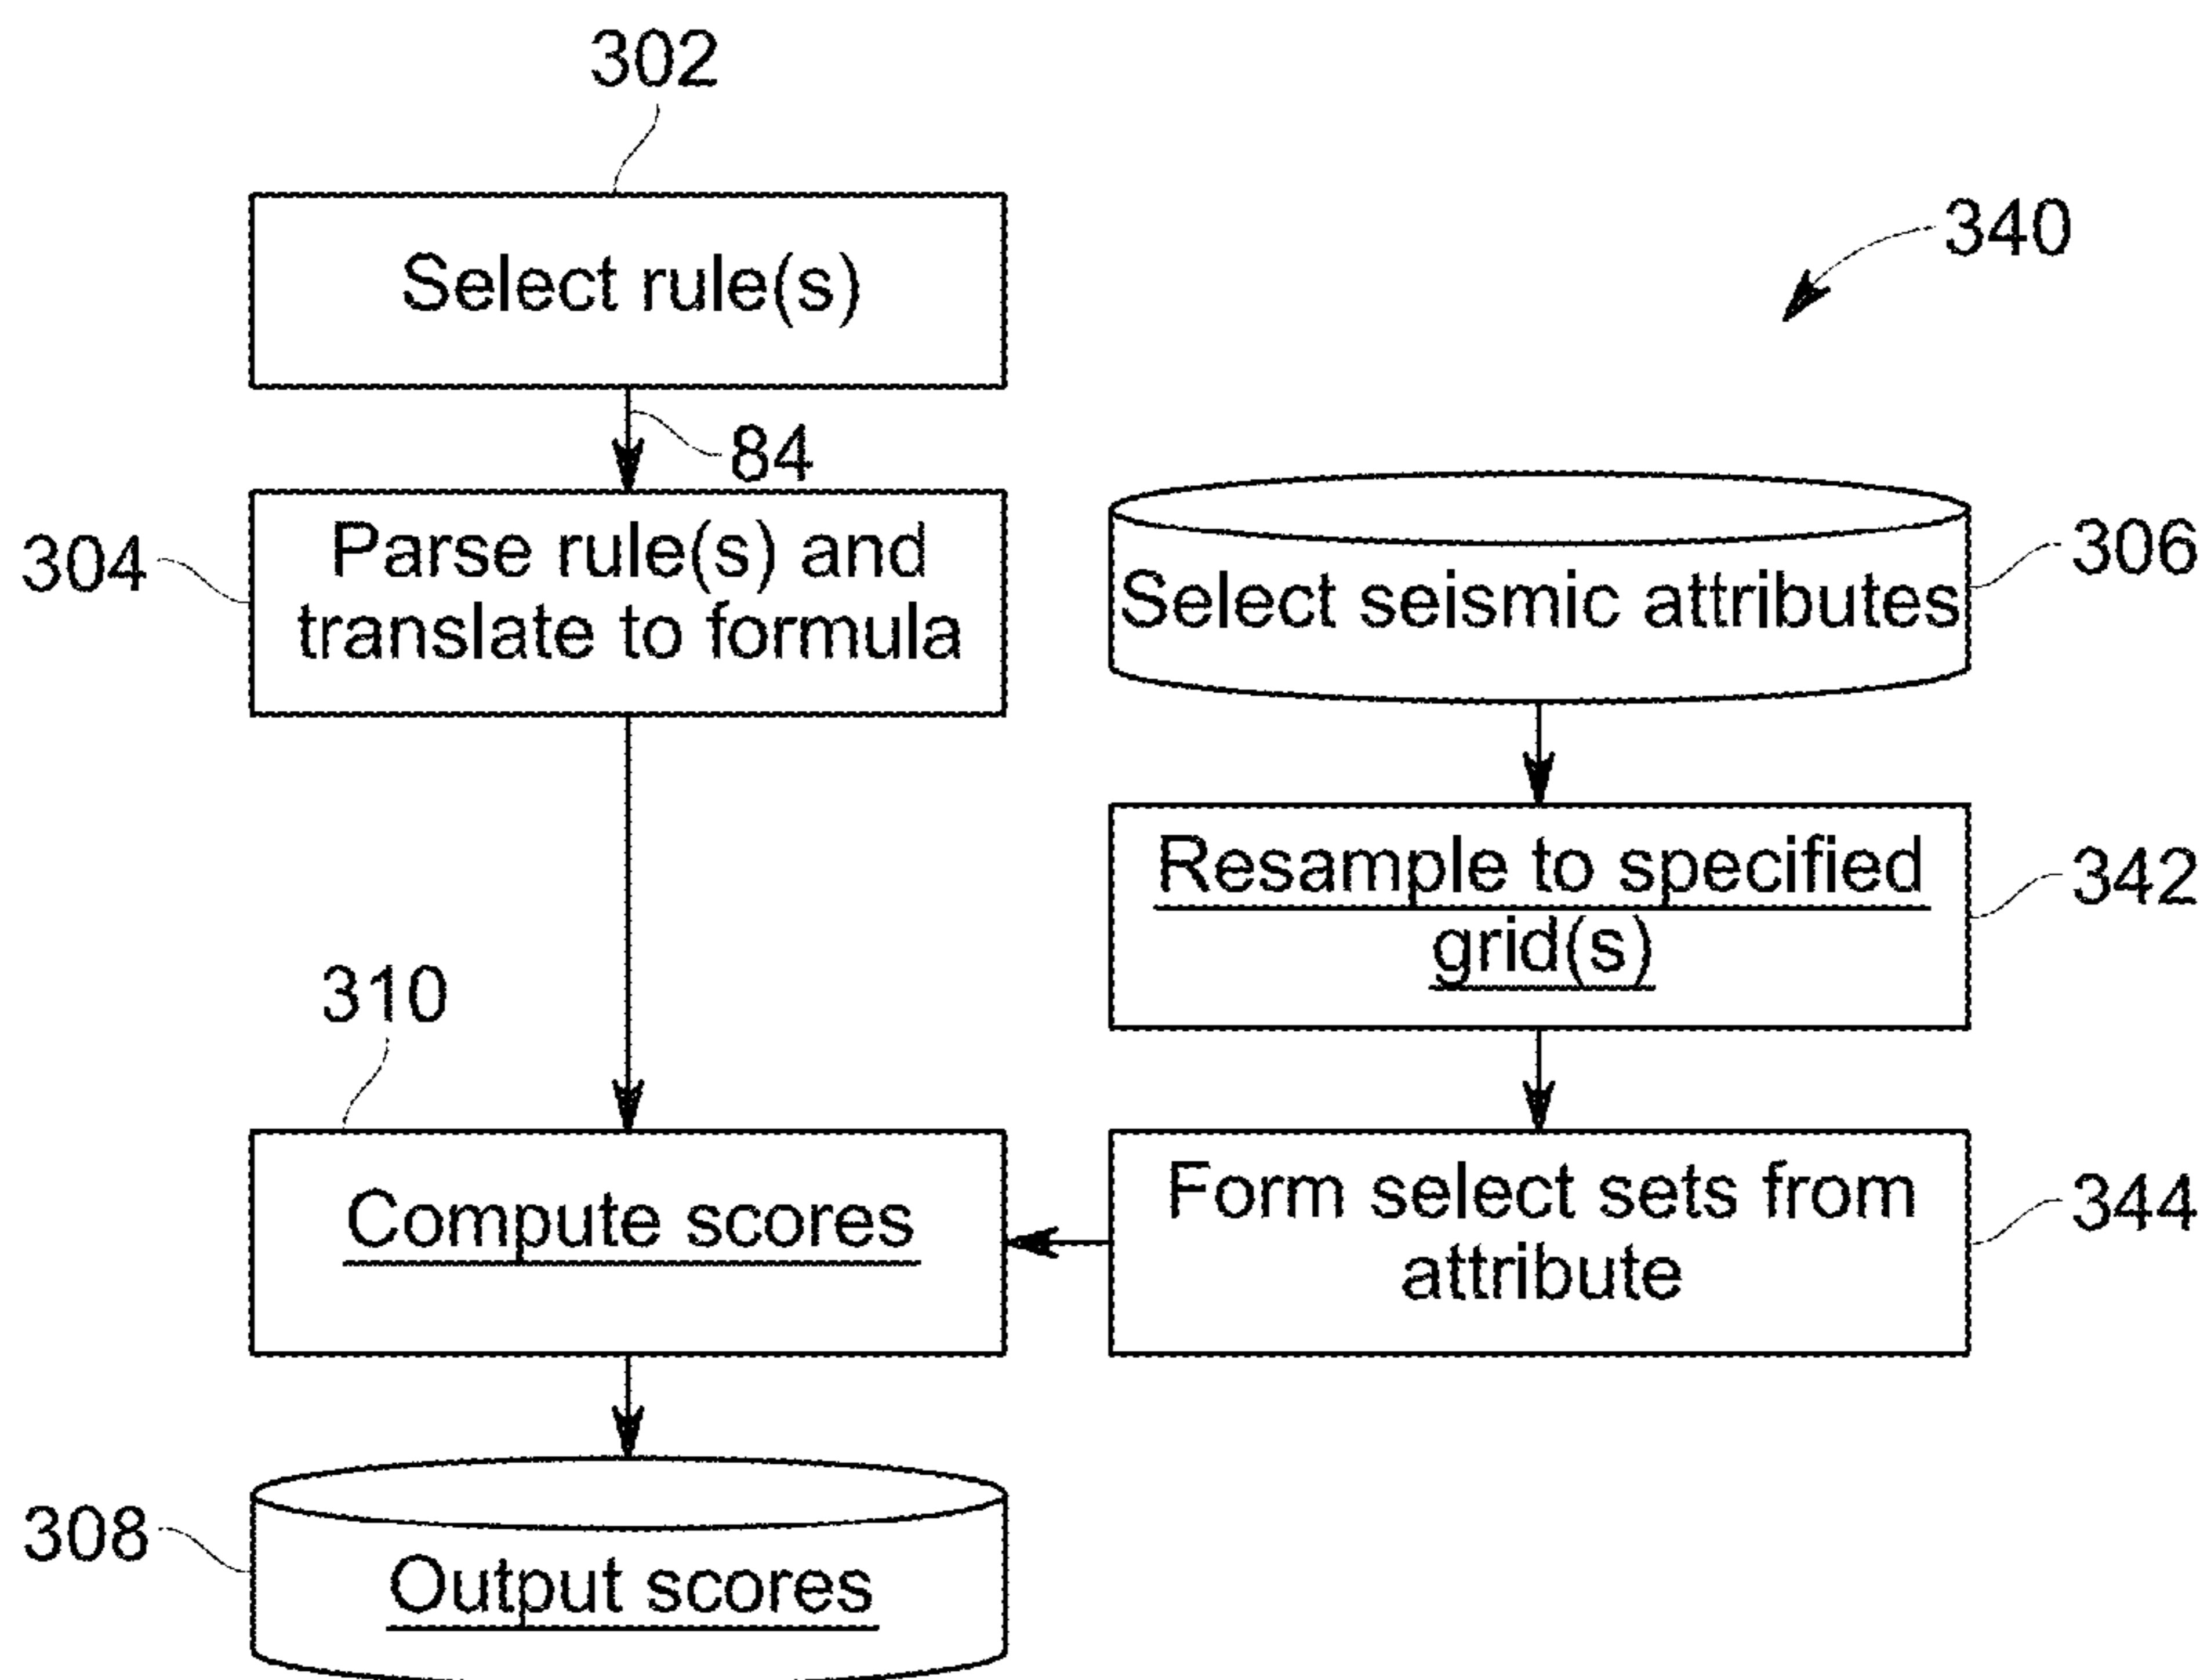 302
Select rule(s)
340
84
304
Parse rule(s) and
translate to formula
Select seismic attributes
306
Resample to specified
grid(s)
342
310
Compute scores
Form select sets from
attribute
344
308
Output scores